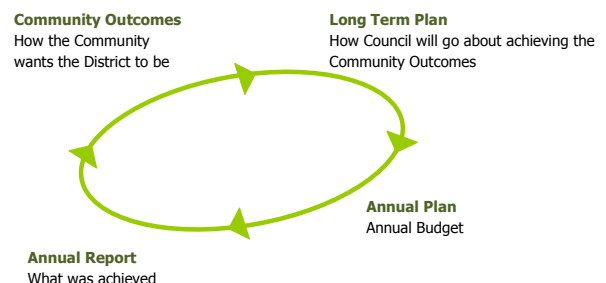 Community Outcomes
How the Community
wants the District to be
Long Term Plan
How Council will go about achieving the
Community Outcomes
Annual Plan
Annual Budget
Annual Report
What was achieved